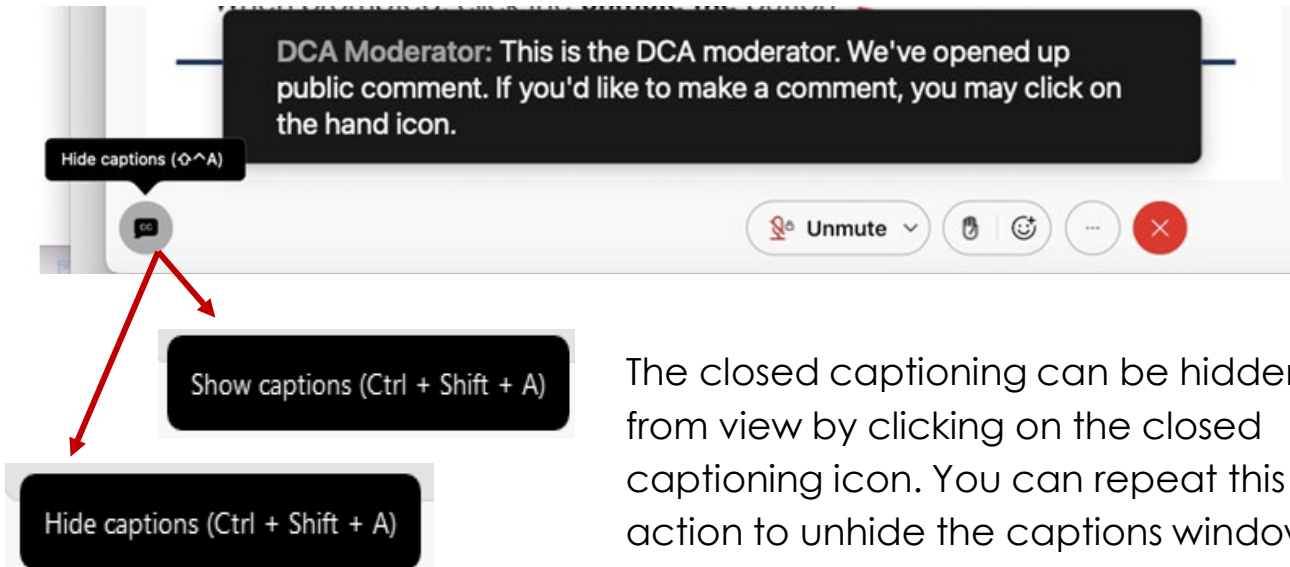 DCA Moderator: This is the DCA moderator. We've opened up
public comment. If you'd like to make a comment, you may click on
the hand icon.
Hide captions (⇧^A)
CC
Unmute
Show captions (Ctrl + Shift + A)
Hide captions (Ctrl + Shift + A)
The closed captioning can be hidden
from view by clicking on the closed
captioning icon. You can repeat this
action to unhide the captions window